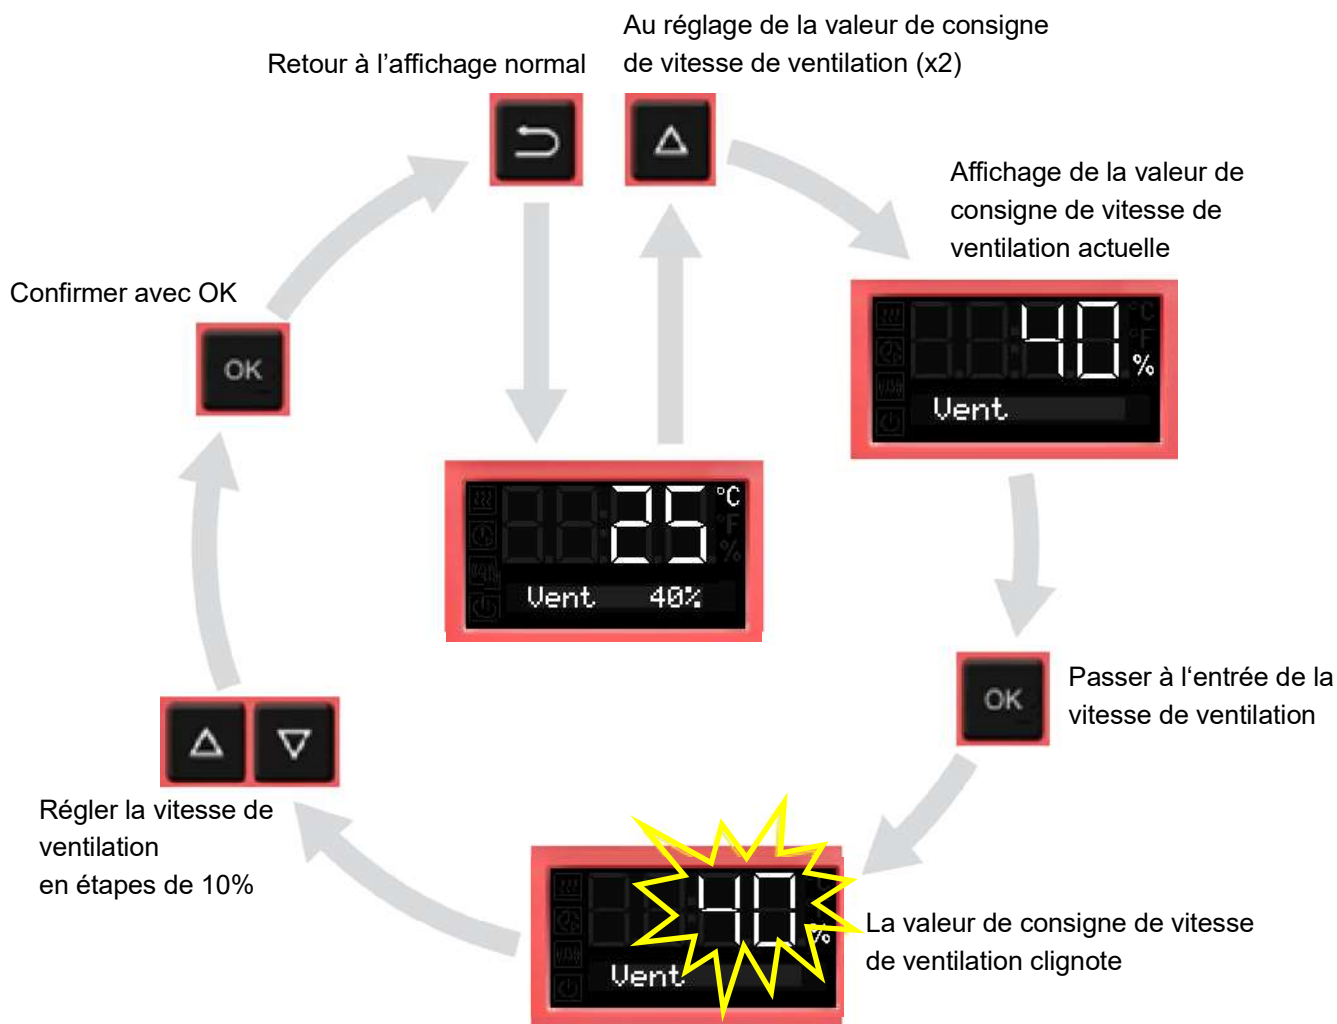 Au réglage de la valeur de consigne
de vitesse de ventilation (x2)
Retour à l’affichage normal
Affichage de la valeur de
consigne de vitesse de
ventilation actuelle
Confirmer avec OK
OK
40
%
Vent
25
°C
°F
%
Vent 40%
OK
Passer à l‘entrée de la
vitesse de ventilation
Régler la vitesse de
ventilation
en étapes de 10%
40
%
Vent
La valeur de consigne de vitesse
de ventilation clignote